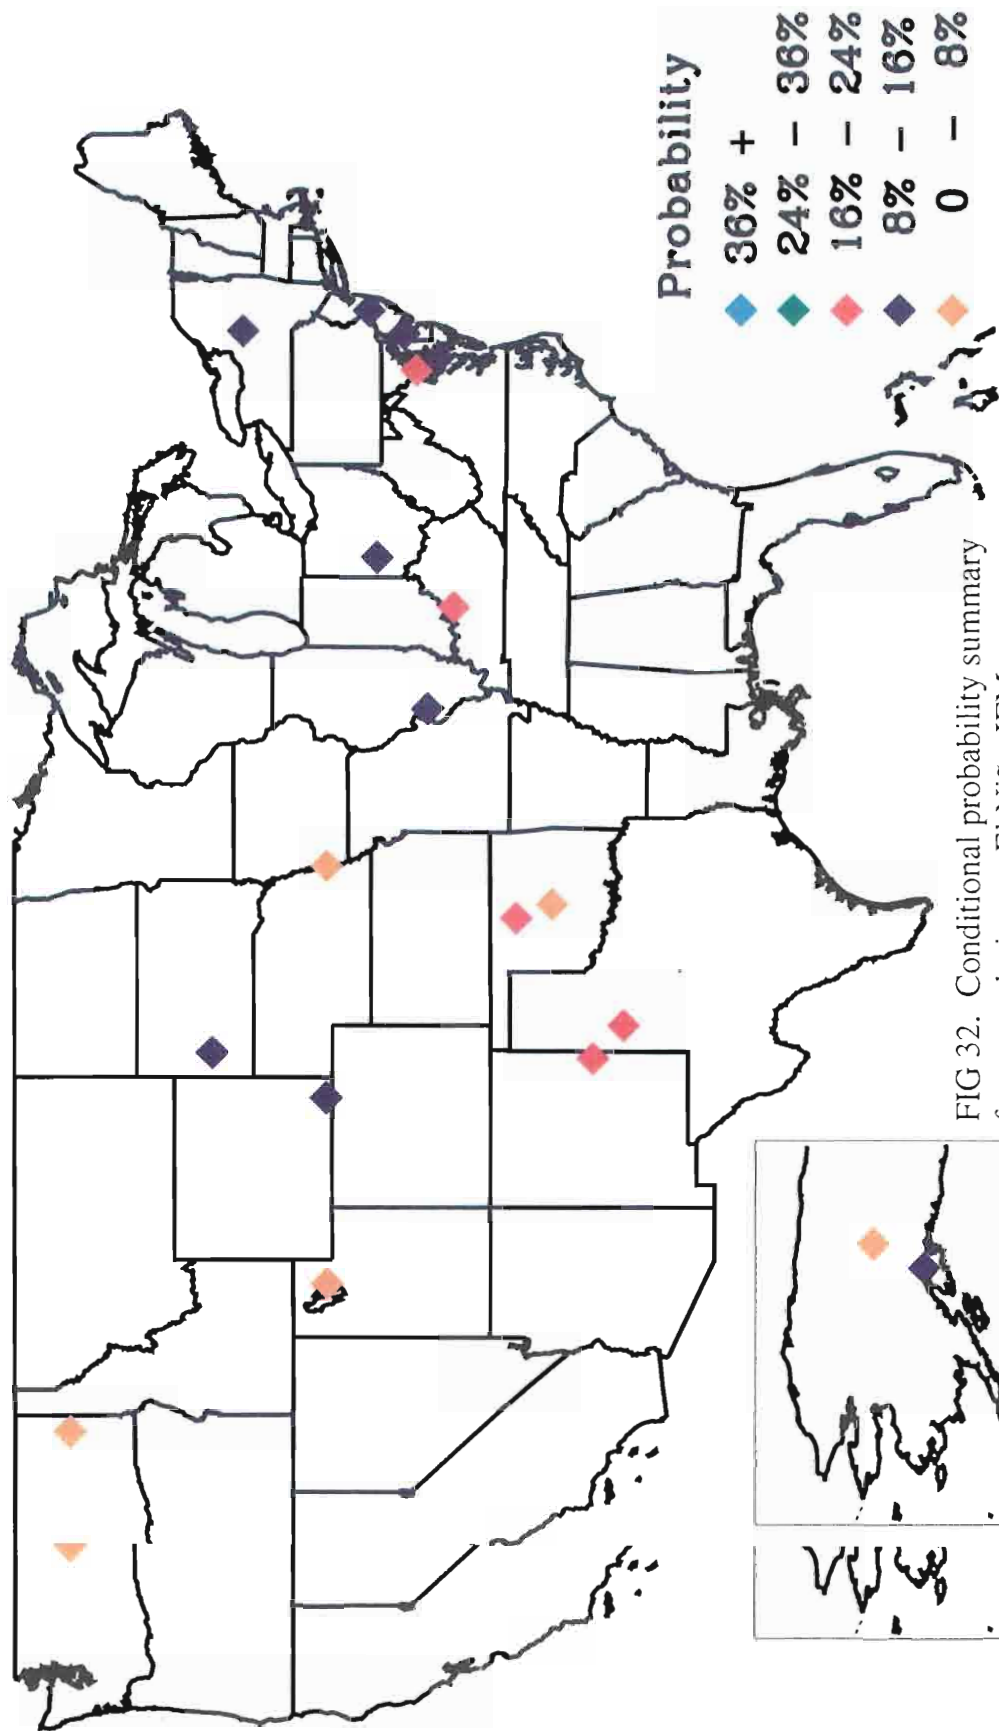 Probability
36% +
24% - 36%
16% - 24%
8% - 16%
0 - 8%
FIG 32. Conditional probability summary